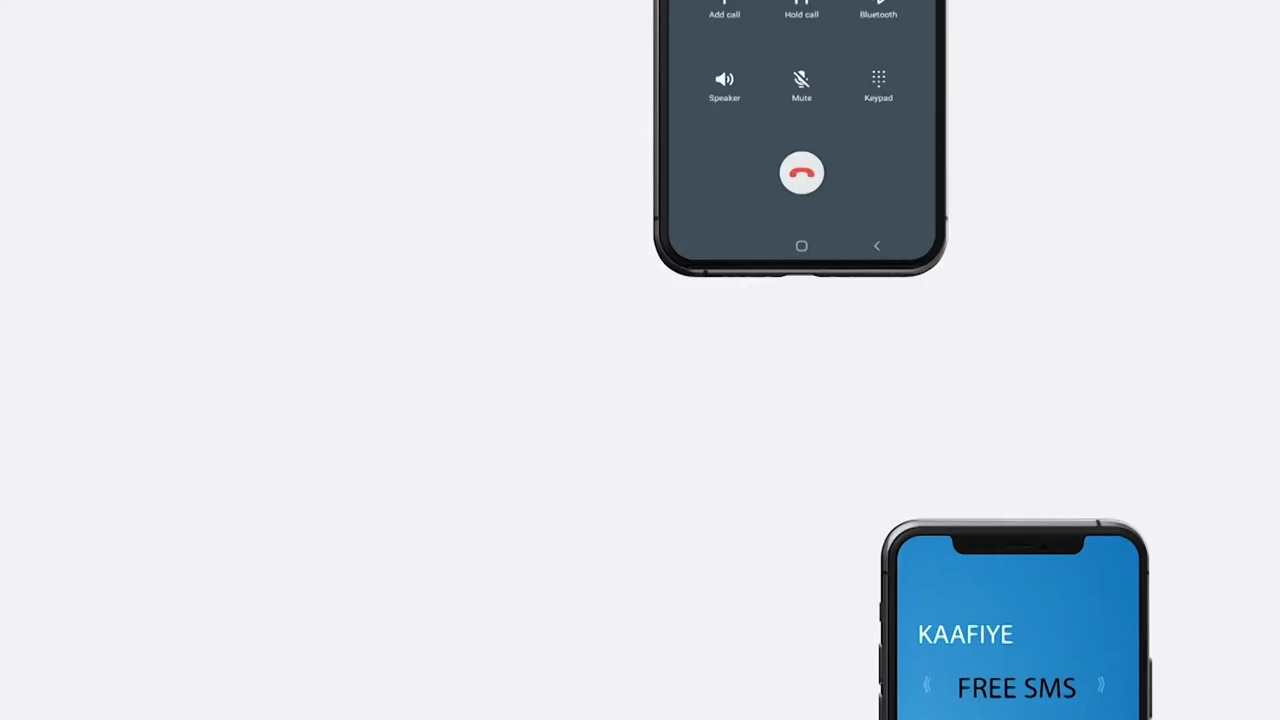 Add call Hold call Bluetooth
Speaker Mute Keypad
KAAFIYE
FREE SMS